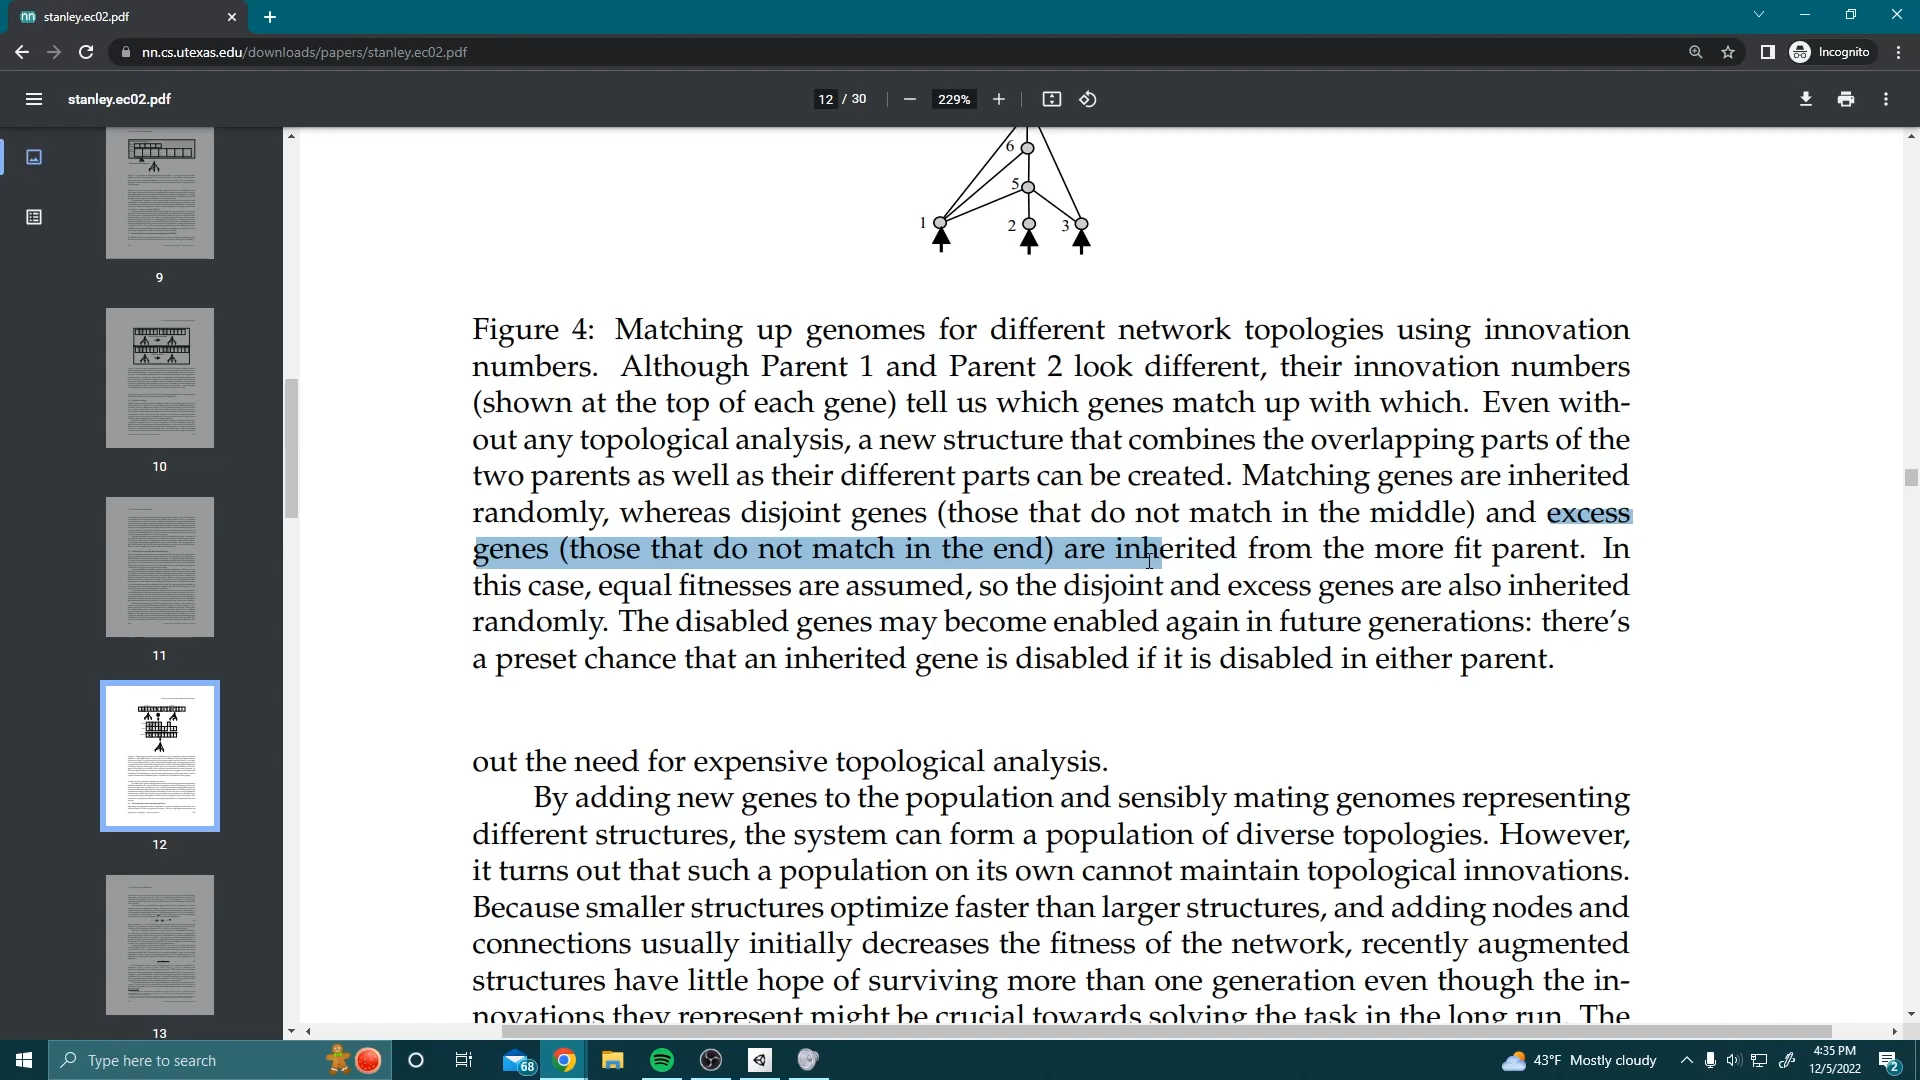 stanley.ec02.pdf
nn.cs.utexas.edu/downloads/papers/stanley.ec02.pdf
Incognito
stanley.ec02.pdf
12 / 30
229%
9
10
11
12
13
6
5
1
2
3
Figure 4: Matching up genomes for different network topologies using innovation
numbers. Although Parent 1 and Parent 2 look different, their innovation numbers
(shown at the top of each gene) tell us which genes match up with which. Even with-
out any topological analysis, a new structure that combines the overlapping parts of the
two parents as well as their different parts can be created. Matching genes are inherited
randomly, whereas disjoint genes (those that do not match in the middle) and excess
genes (those that do not match in the end) are inherited from the more fit parent. In
this case, equal fitnesses are assumed, so the disjoint and excess genes are also inherited
randomly. The disabled genes may become enabled again in future generations: there's
a preset chance that an inherited gene is disabled if it is disabled in either parent.
out the need for expensive topological analysis.
By adding new genes to the population and sensibly mating genomes representing
different structures, the system can form a population of diverse topologies. However,
it turns out that such a population on its own cannot maintain topological innovations.
Because smaller structures optimize faster than larger structures, and adding nodes and
connections usually initially decreases the fitness of the network, recently augmented
structures have little hope of surviving more than one generation even though the in-
novations they represent might be crucial towards solving the task in the long run. The
Type here to search
68
43°F Mostly cloudy
4:35 PM
12/5/2022
2